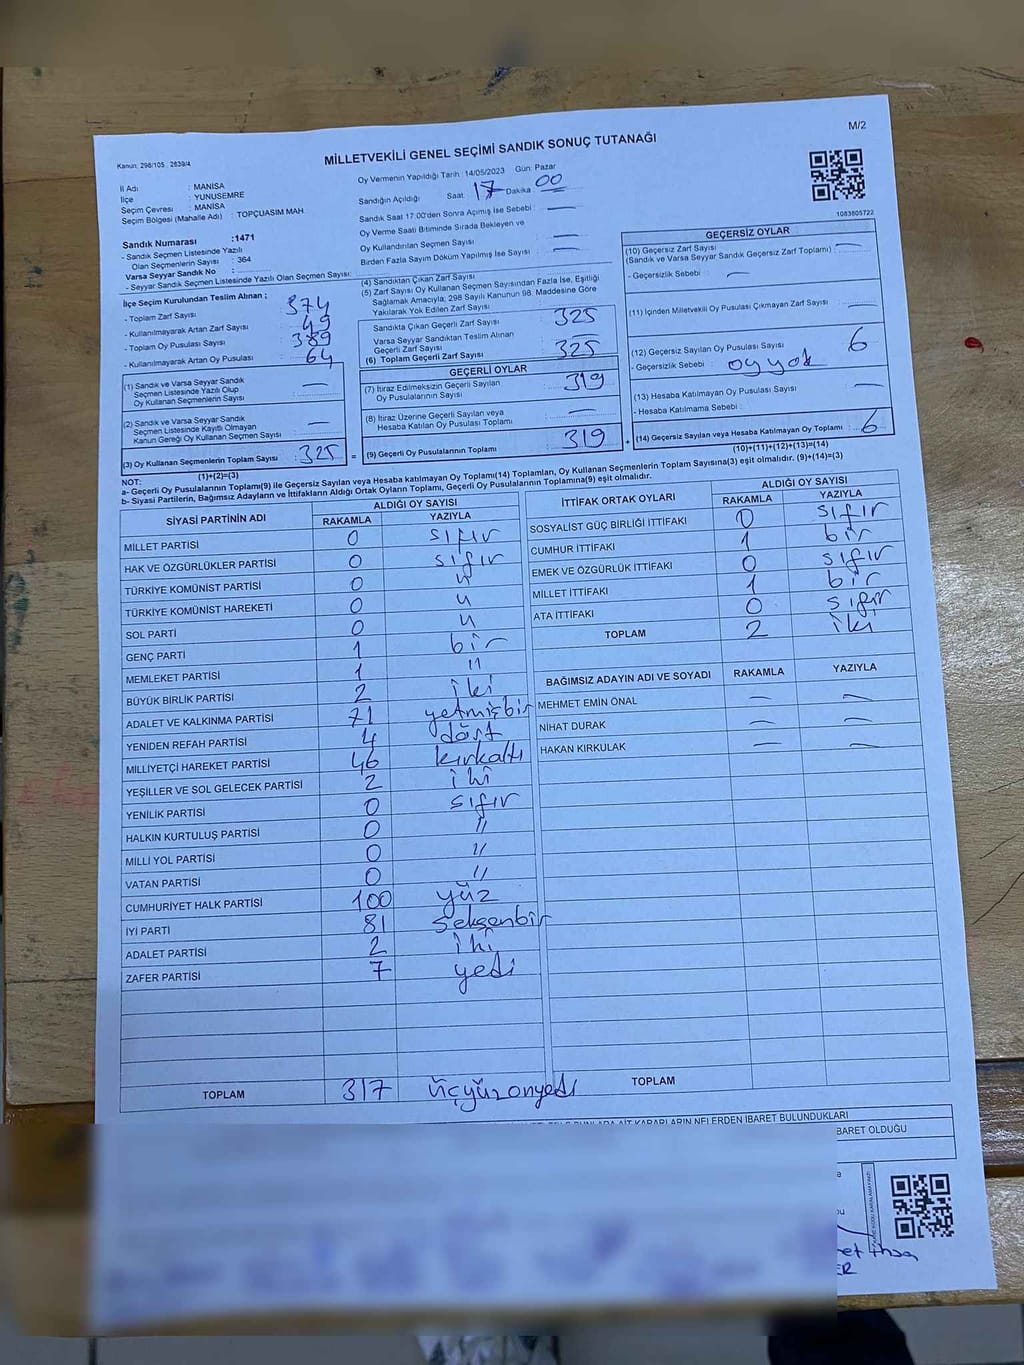 M/2
Kanun: 298/105 2839/4
MİLLETVEKİLİ GENEL SEÇİMİ SANDIK SONUÇ TUTANAĞI
İl Adı : MANİSA
İlçe : YUNUSEMRE
Seçim Çevresi : MANİSA
Seçim Bölgesi (Mahalle Adı) : TOPÇUASIM MAH.
Sandık Numarası :1471
- Sandık Seçmen Listesinde Yazılı
Olan Seçmenlerin Sayısı : 364
Varsa Seyyar Sandık No :
- Seyyar Sandık Seçmen Listesinde Yazılı Olan Seçmen Sayısı:
Oy Vermenin Yapıldığı Tarih : 14/05/2023 Gün: Pazar
Sandığın Açıldığı Saat 17 Dakika 00
Sandık Saat 17:00'den Sonra Açılmış İse Sebebi : —
Oy Verme Saati Bitiminde Sırada Bekleyen ve
Oy Kullandırılan Seçmen Sayısı : —
Birden Fazla Sayım Döküm Yapılmış İse Sayısı : —
1083805722
İlçe Seçim Kurulundan Teslim Alınan ;
- Toplam Zarf Sayısı : 374
- Kullanılmayarak Artan Zarf Sayısı : 49
- Toplam Oy Pusulası Sayısı : 389
- Kullanılmayarak Artan Oy Pusulası : 64
(1) Sandık ve Varsa Seyyar Sandık
Seçmen Listesinde Yazılı Olup
Oy Kullanan Seçmenlerin Sayısı : —
(2) Sandık ve Varsa Seyyar Sandık
Seçmen Listesinde Kayıtlı Olmayan
Kanun Gereği Oy Kullanan Seçmen Sayısı : —
(3) Oy Kullanan Seçmenlerin Toplam Sayısı : 325
(1)+(2)=(3)
(4) Sandıktan Çıkan Zarf Sayısı
(5) Zarf Sayısı Oy Kullanan Seçmen Sayısından Fazla İse, Eşitliği
Sağlamak Amacıyla; 298 Sayılı Kanunun 98. Maddesine Göre
Yakılarak Yok Edilen Zarf Sayısı :
Sandıkta Çıkan Geçerli Zarf Sayısı : 325
Varsa Seyyar Sandıktan Teslim Alınan
Geçerli Zarf Sayısı :
(6) Toplam Geçerli Zarf Sayısı : 325
GEÇERLİ OYLAR
(7) İtiraz Edilmeksizin Geçerli Sayılan
Oy Pusulalarının Sayısı : 319
(8) İtiraz Üzerine Geçerli Sayılan veya
Hesaba Katılan Oy Pusulası Toplamı : —
(9) Geçerli Oy Pusulalarının Toplamı : 319
GEÇERSİZ OYLAR
(10) Geçersiz Zarf Sayısı : —
(Sandık ve Varsa Seyyar Sandık Geçersiz Zarf Toplamı)
- Geçersizlik Sebebi : —
(11) İçinden Milletvekili Oy Pusulası Çıkmayan Zarf Sayısı : —
(12) Geçersiz Sayılan Oy Pusulası Sayısı : 6
- Geçersizlik Sebebi : oy yok
(13) Hesaba Katılmayan Oy Pusulası Sayısı : —
- Hesaba Katılmama Sebebi :
(14) Geçersiz Sayılan veya Hesaba Katılmayan Oy Toplamı : 6
(10)+(11)+(12)+(13)=(14)
NOT:
a- Geçerli Oy Pusulalarının Toplamı(9) ile Geçersiz Sayılan veya Hesaba katılmayan Oy Toplamı(14) Toplamları, Oy Kullanan Seçmenlerin Toplam Sayısına(3) eşit olmalıdır. (9)+(14)=(3)
b- Siyasi Partilerin, Bağımsız Adayların ve İttifakların Aldığı Ortak Oyların Toplamı, Geçerli Oy Pusulalarının Toplamına(9) eşit olmalıdır.
SİYASİ PARTİNİN ADI ALDIĞI OY SAYISI
RAKAMLA YAZIYLA
MİLLET PARTİSİ 0 sıfır
HAK VE ÖZGÜRLÜKLER PARTİSİ 0 sıfır
TÜRKİYE KOMÜNİST PARTİSİ 0 "
TÜRKİYE KOMÜNİST HAREKETİ 0 "
SOL PARTİ 0 "
GENÇ PARTİ 1 bir
MEMLEKET PARTİSİ 1 "
BÜYÜK BİRLİK PARTİSİ 2 iki
ADALET VE KALKINMA PARTİSİ 71 yetmişbir
YENİDEN REFAH PARTİSİ 4 dört
MİLLİYETÇİ HAREKET PARTİSİ 46 kırkaltı
YEŞİLLER VE SOL GELECEK PARTİSİ 2 iki
YENİLİK PARTİSİ 0 sıfır
HALKIN KURTULUŞ PARTİSİ 0 "
MİLLİ YOL PARTİSİ 0 "
VATAN PARTİSİ 0 "
CUMHURİYET HALK PARTİSİ 100 yüz
İYİ PARTİ 81 seksenbir
ADALET PARTİSİ 2 iki
ZAFER PARTİSİ 7 yedi
TOPLAM 317 üçyüzonyedi
İTTİFAK ORTAK OYLARI ALDIĞI OY SAYISI
RAKAMLA YAZIYLA
SOSYALİST GÜÇ BİRLİĞİ İTTİFAKI 0 sıfır
CUMHUR İTTİFAKI 1 bir
EMEK VE ÖZGÜRLÜK İTTİFAKI 0 sıfır
MİLLET İTTİFAKI 1 bir
ATA İTTİFAKI 0 sıfır
TOPLAM 2 iki
BAĞIMSIZ ADAYIN ADI VE SOYADI RAKAMLA YAZIYLA
MEHMET EMİN ÖNAL — —
NİHAT DURAK — —
HAKAN KIRKULAK — —
TOPLAM
KARARLARIN NELERDEN İBARET BULUNDUKLARI
BARET OLDUĞU